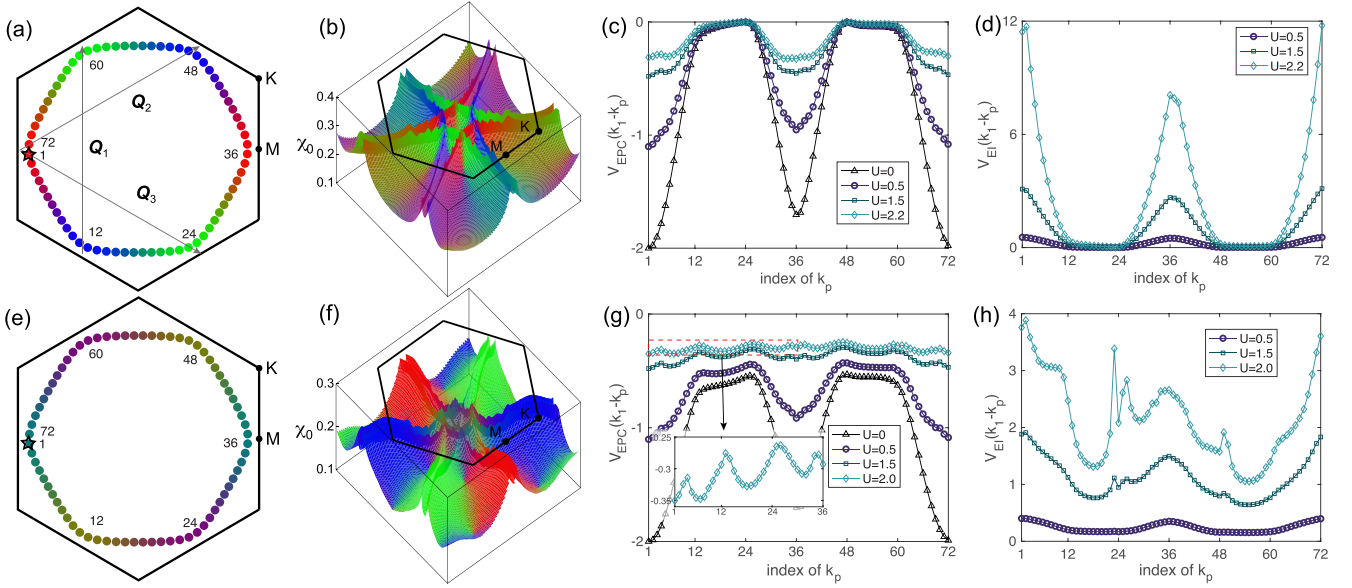 (a)
60
48
K
Q2
72
1
Q1
36
M
Q3
12
24
(b)
0.4
0.3
χ0
0.2
0.1
K
M
(c)
0
-1
-2
VEPC(k1-kp)
U=0
U=0.5
U=1.5
U=2.2
1 12 24 36 48 60 72
index of kp
(d)
12
6
0
VEI(k1-kp)
U=0.5
U=1.5
U=2.2
1 12 24 36 48 60 72
index of kp
(e)
60
48
K
72
1
36
M
12
24
(f)
0.3
0.2
χ0
0.1
K
M
(g)
0
-1
-2
VEPC(k1-kp)
U=0
U=0.5
U=1.5
U=2.0
-0.25
-0.3
-0.35
1 12 24 36
1 12 24 36 48 60 72
index of kp
(h)
4
3
2
1
0
VEI(k1-kp)
U=0.5
U=1.5
U=2.0
1 12 24 36 48 60 72
index of kp